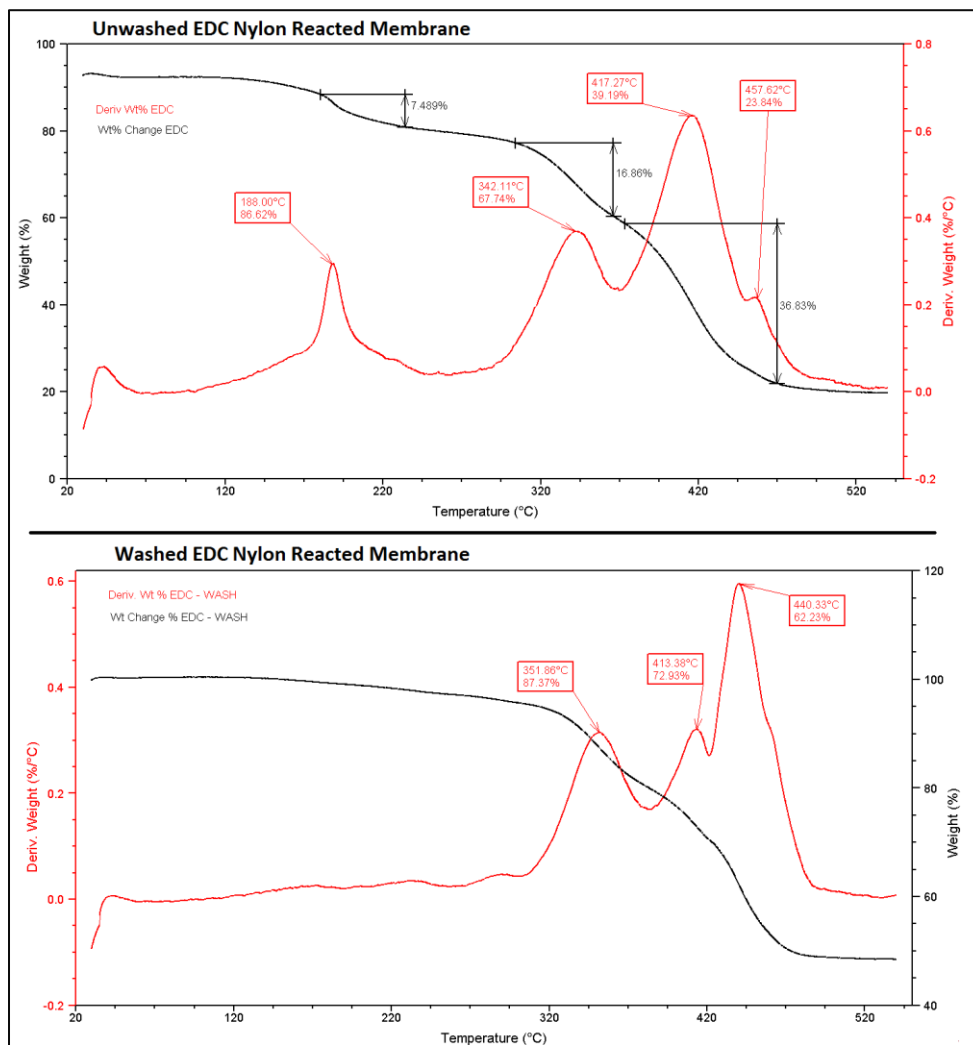 Unwashed EDC Nylon Reacted Membrane
100
80
60
40
20
0
Weight (%)
Deriv Wt% EDC
Wt% Change EDC
188.00°C
86.62%
7.489%
342.11°C
67.74%
16.86%
417.27°C
39.19%
457.62°C
23.84%
36.83%
0.8
0.6
0.4
0.2
0.0
-0.2
Deriv. Weight (%/°C)
20
120
220
320
420
520
Temperature (°C)
Washed EDC Nylon Reacted Membrane
0.6
0.4
0.2
0.0
-0.2
Deriv. Weight (%/°C)
Deriv. Wt % EDC - WASH
Wt Change % EDC - WASH
351.86°C
87.37%
413.38°C
72.93%
440.33°C
62.23%
120
100
80
60
40
Weight (%)
20
120
220
320
420
520
Temperature (°C)